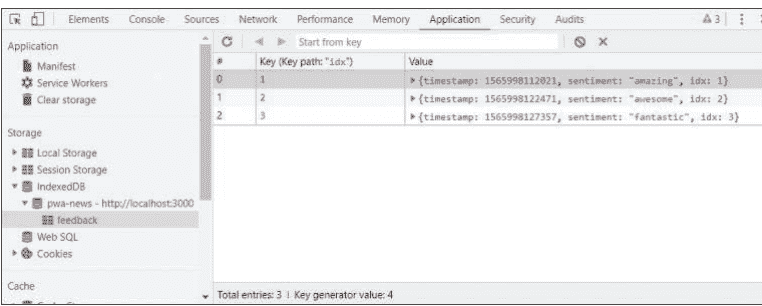 Elements Console Sources Network Performance Memory Application Security Audits 3
Application
Manifest
Service Workers
Clear storage
Storage
Local Storage
Session Storage
IndexedDB
pwa-news - http://localhost:3000
feedback
Web SQL
Cookies
Cache
Start from key
# Key (Key path: "idx") Value
0 1 {timestamp: 1565998112021, sentiment: "amazing", idx: 1}
1 2 {timestamp: 1565998122471, sentiment: "awesome", idx: 2}
2 3 {timestamp: 1565998127357, sentiment: "fantastic", idx: 3}
Total entries: 3 | Key generator value: 4